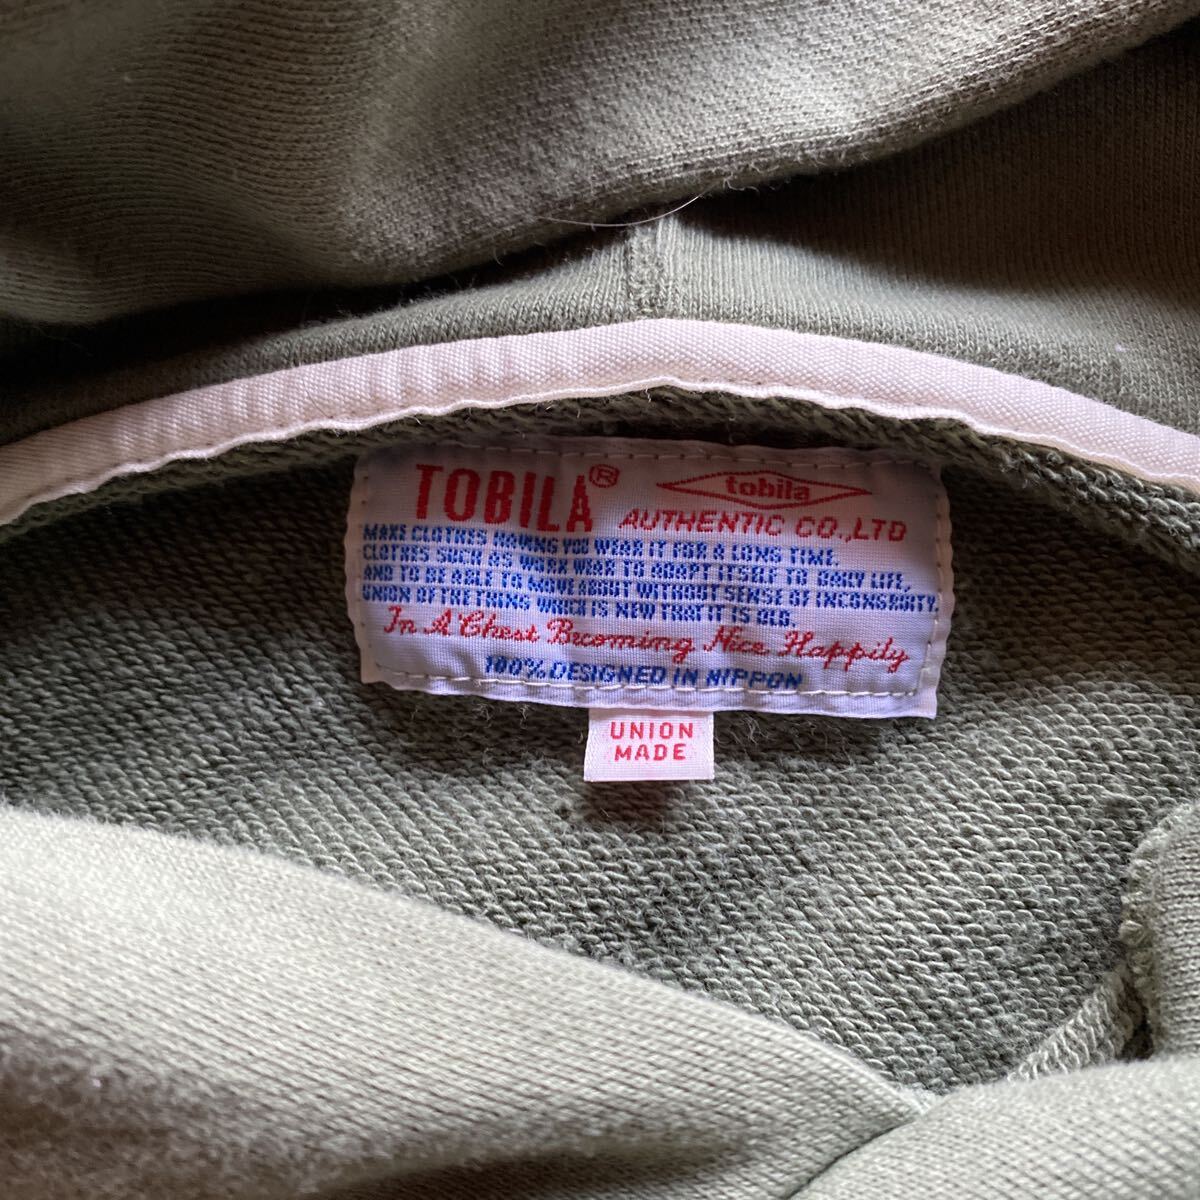 TOBILA®
tobila
AUTHENTIC CO.,LTD
MAKE CLOTHES HAVING YOU WEAR IT FOR A LONG TIME.
CLOTHES SUCH AS WORK WEAR TO ADAPT ITSELF TO DAILY LIFE,
AND TO BE ABLE TO MOVE ABOUT WITHOUT SENSE OF INCONGRUITY.
UNION OF THE THING WHICH IS NEW THAT IT IS OLD.
In A Chest Becoming Nice Happily
100% DESIGNED IN NIPPON
UNION
MADE